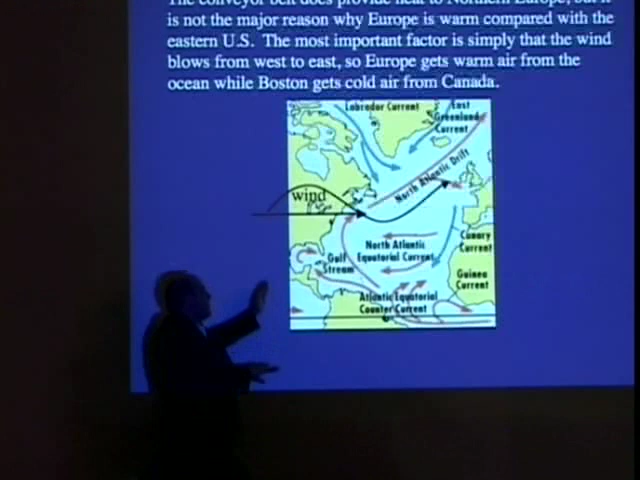 The conveyor belt does provide heat to Northern Europe, but it
is not the major reason why Europe is warm compared with the
eastern U.S.  The most important factor is simply that the wind
blows from west to east, so Europe gets warm air from the
ocean while Boston gets cold air from Canada.
Labrador Current
East
Greenland
Current
North Atlantic Drift
wind
North Atlantic
Equatorial Current
Canary
Current
Gulf
Stream
Guinea
Current
Atlantic Equatorial
Counter Current